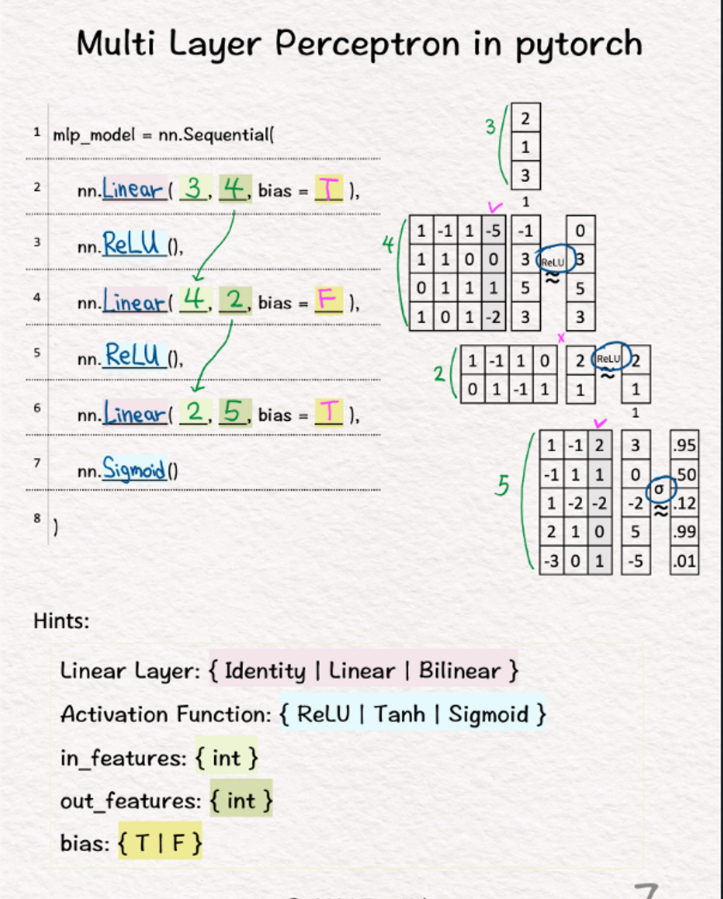 Multi Layer Perceptron in pytorch
1 mlp_model = nn.Sequential(
2 nn.Linear( 3, 4, bias = T ),
3 nn.ReLU (),
4 nn.Linear( 4, 2, bias = F ),
5 nn.ReLU (),
6 nn.Linear( 2, 5, bias = T ),
7 nn.Sigmoid()
8 )
3
2
1
3
1
4
1 -1 1 -5 -1 0
1 1 0 0 3 ReLU 3
≈
0 1 1 1 5 5
1 0 1 -2 3 3
x
2
1 -1 1 0 2 ReLU 2
≈
0 1 -1 1 1 1
1
5
1 -1 2 3 .95
-1 1 1 0 .50
σ
≈
1 -2 -2 -2 .12
2 1 0 5 .99
-3 0 1 -5 .01
Hints:
Linear Layer: { Identity | Linear | Bilinear }
Activation Function: { ReLU | Tanh | Sigmoid }
in_features: { int }
out_features: { int }
bias: { T | F }